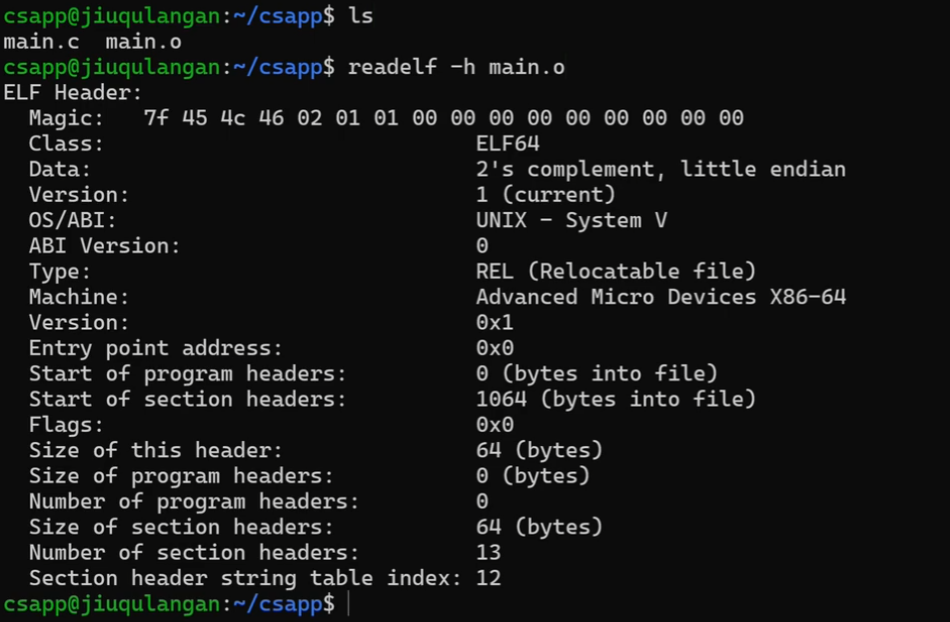 csapp@jiuqulangan:~/csapp$ ls
main.c  main.o
csapp@jiuqulangan:~/csapp$ readelf -h main.o
ELF Header:
  Magic:   7f 45 4c 46 02 01 01 00 00 00 00 00 00 00 00 00
  Class:                             ELF64
  Data:                              2's complement, little endian
  Version:                           1 (current)
  OS/ABI:                            UNIX - System V
  ABI Version:                       0
  Type:                              REL (Relocatable file)
  Machine:                           Advanced Micro Devices X86-64
  Version:                           0x1
  Entry point address:               0x0
  Start of program headers:          0 (bytes into file)
  Start of section headers:          1064 (bytes into file)
  Flags:                             0x0
  Size of this header:               64 (bytes)
  Size of program headers:           0 (bytes)
  Number of program headers:         0
  Size of section headers:           64 (bytes)
  Number of section headers:         13
  Section header string table index: 12
csapp@jiuqulangan:~/csapp$